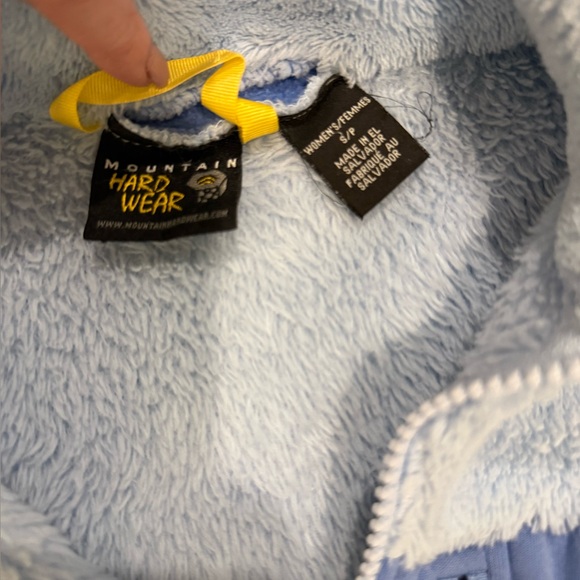 MOUNTAIN
HARD
WEAR
WWW.MOUNTAINHARDWEAR.COM
WOMEN'S/FEMMES
S/P
MADE IN EL
SALVADOR
FABRIQUÉ AU
SALVADOR